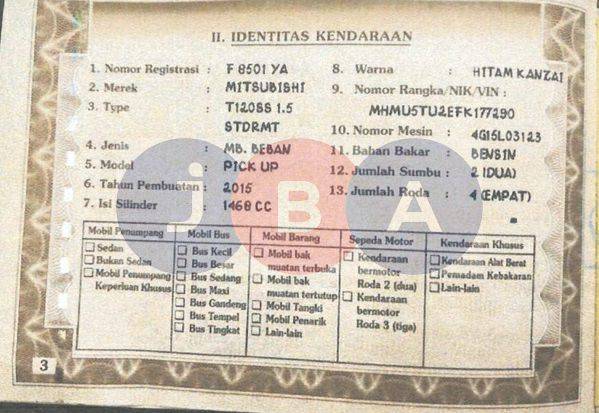 II. IDENTITAS KENDARAAN
1. Nomor Registrasi : F 8501 YA
2. Merek : MITSUBISHI
3. Type : T120SS 1.5
STDRMT
4. Jenis : MB. BEBAN
5. Model : PICK UP
6. Tahun Pembuatan : 2015
7. Isi Silinder : 1468 CC
8. Warna : HITAM KANZAI
9. Nomor Rangka/NIK/VIN :
MHMU5TU2EFK177290
10. Nomor Mesin : 4G15L03123
11. Bahan Bakar : BENSIN
12. Jumlah Sumbu : 2 (DUA)
13. Jumlah Roda : 4 (EMPAT)
JBA
Mobil Penumpang
Sedan
Bukan Sedan
Mobil Penumpang
Keperluan Khusus
Mobil Bus
Bus Kecil
Bus Besar
Bus Sedang
Bus Maxi
Bus Gandeng
Bus Tempel
Bus Tingkat
Mobil Barang
Mobil bak
muatan terbuka
Mobil bak
muatan tertutup
Mobil Tangki
Mobil Penarik
Lain-lain
Sepeda Motor
Kendaraan
bermotor
Roda 2 (dua)
Kendaraan
bermotor
Roda 3 (tiga)
Kendaraan Khusus
Kendaraan Alat Berat
Pemadam Kebakaran
Lain-lain
3